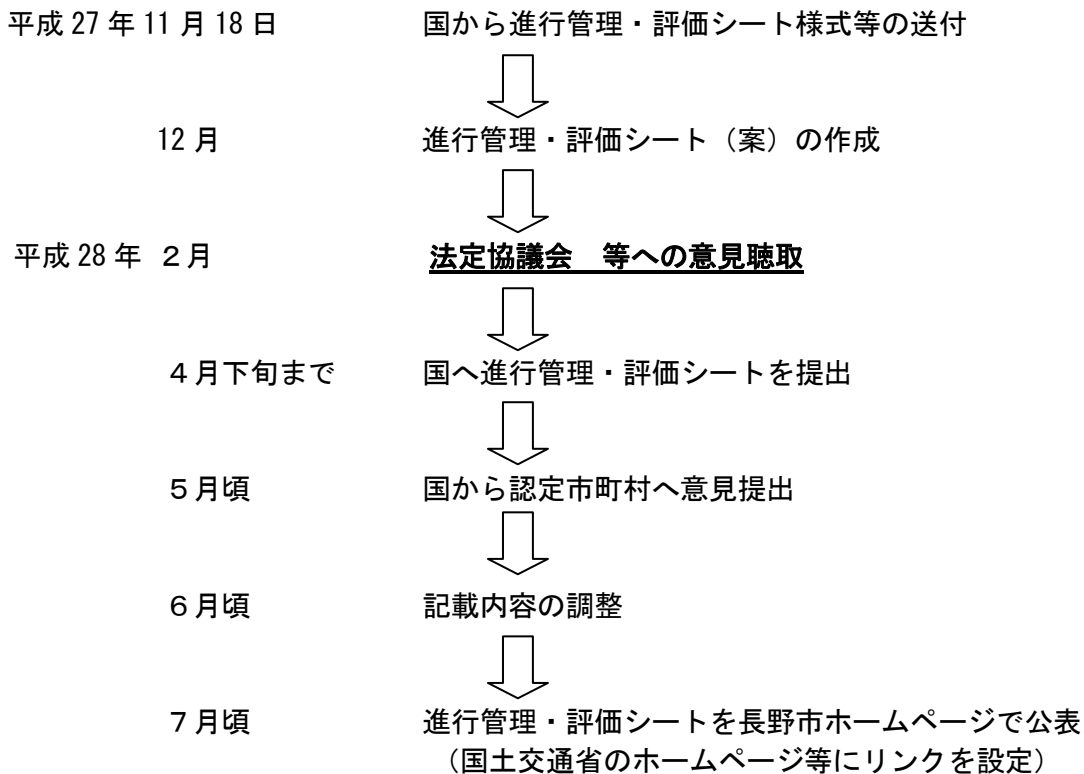 平成 27 年 11 月 18 日　国から進行管理・評価シート様式等の送付
12 月　進行管理・評価シート（案）の作成
平成 28 年　２月　法定協議会　等への意見聴取
４月下旬まで　国へ進行管理・評価シートを提出
５月頃　国から認定市町村へ意見提出
６月頃　記載内容の調整
７月頃　進行管理・評価シートを長野市ホームページで公表
（国土交通省のホームページ等にリンクを設定）